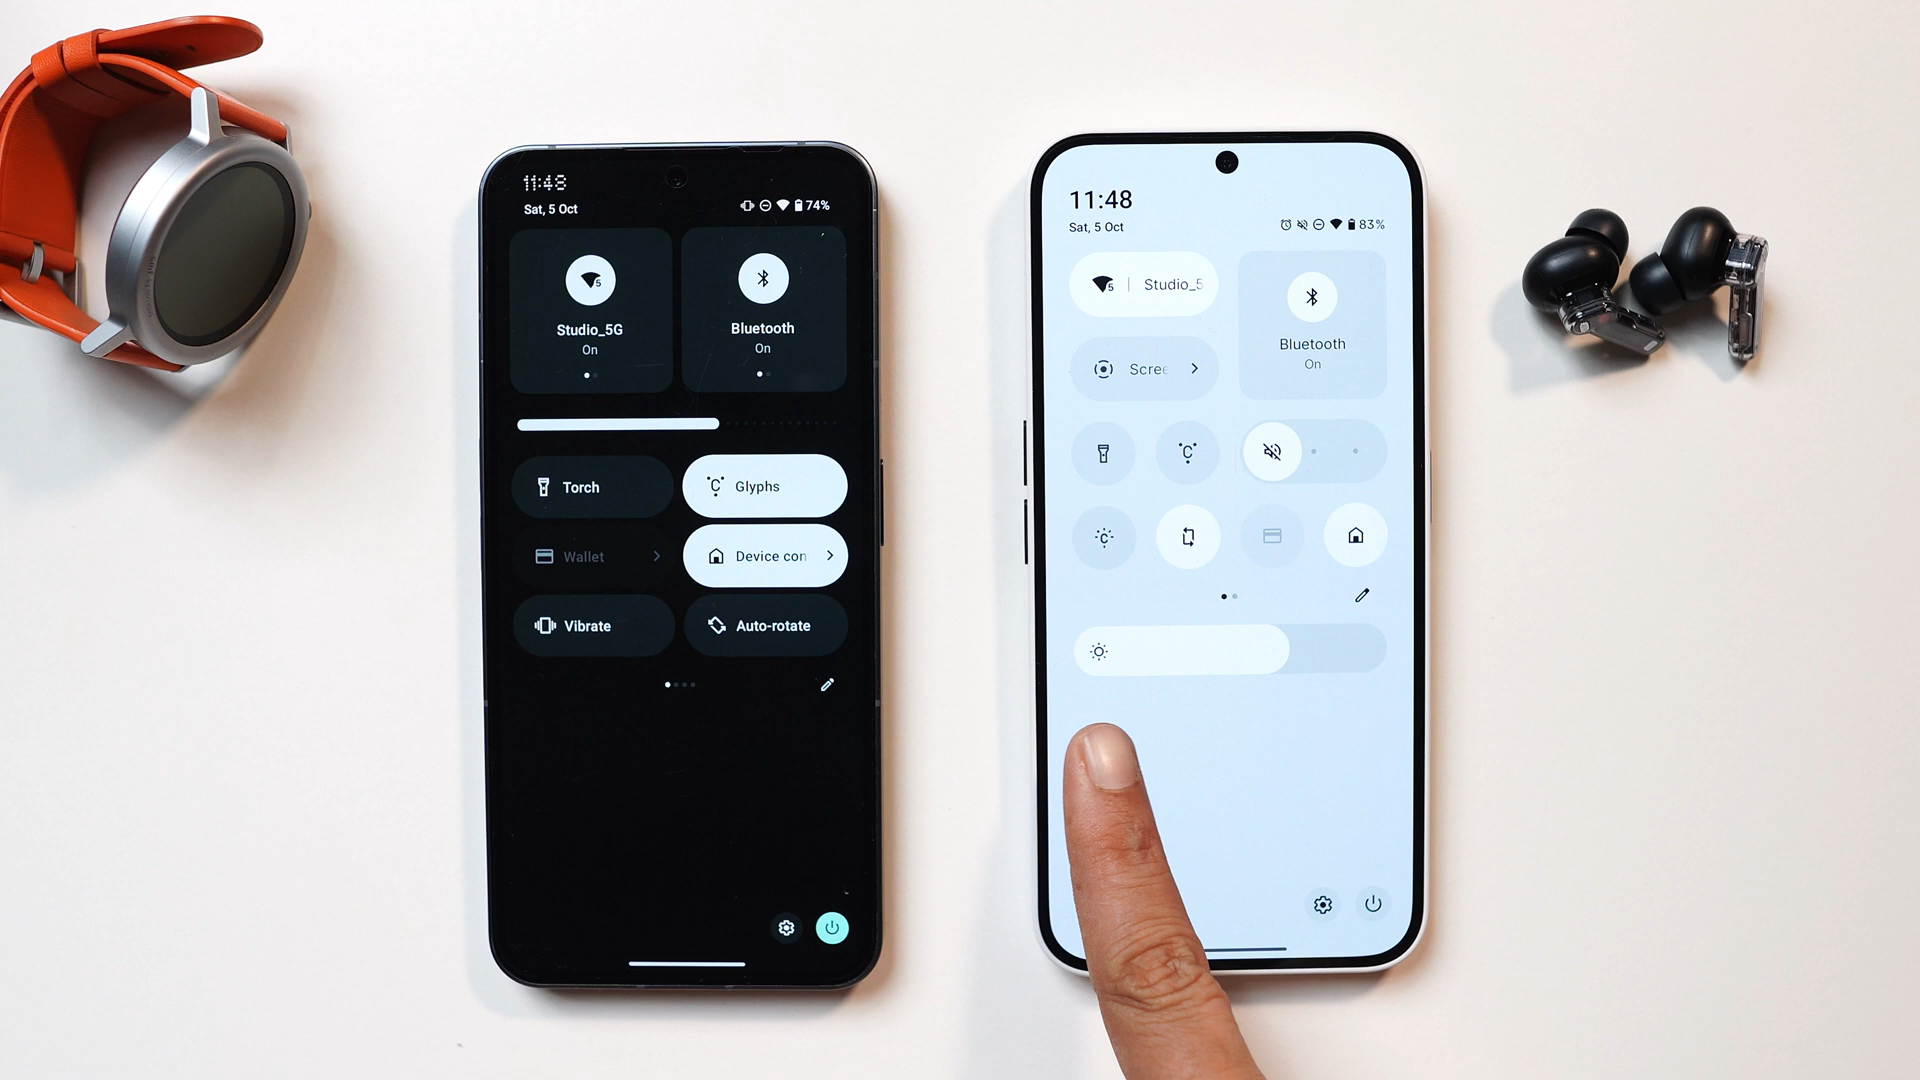 11:48
Sat, 5 Oct
74%
Studio_5G
On
Bluetooth
On
Torch
Glyphs
Wallet
Device con
Vibrate
Auto-rotate
11:48
Sat, 5 Oct
83%
5
Studio_5
Bluetooth
On
Scree